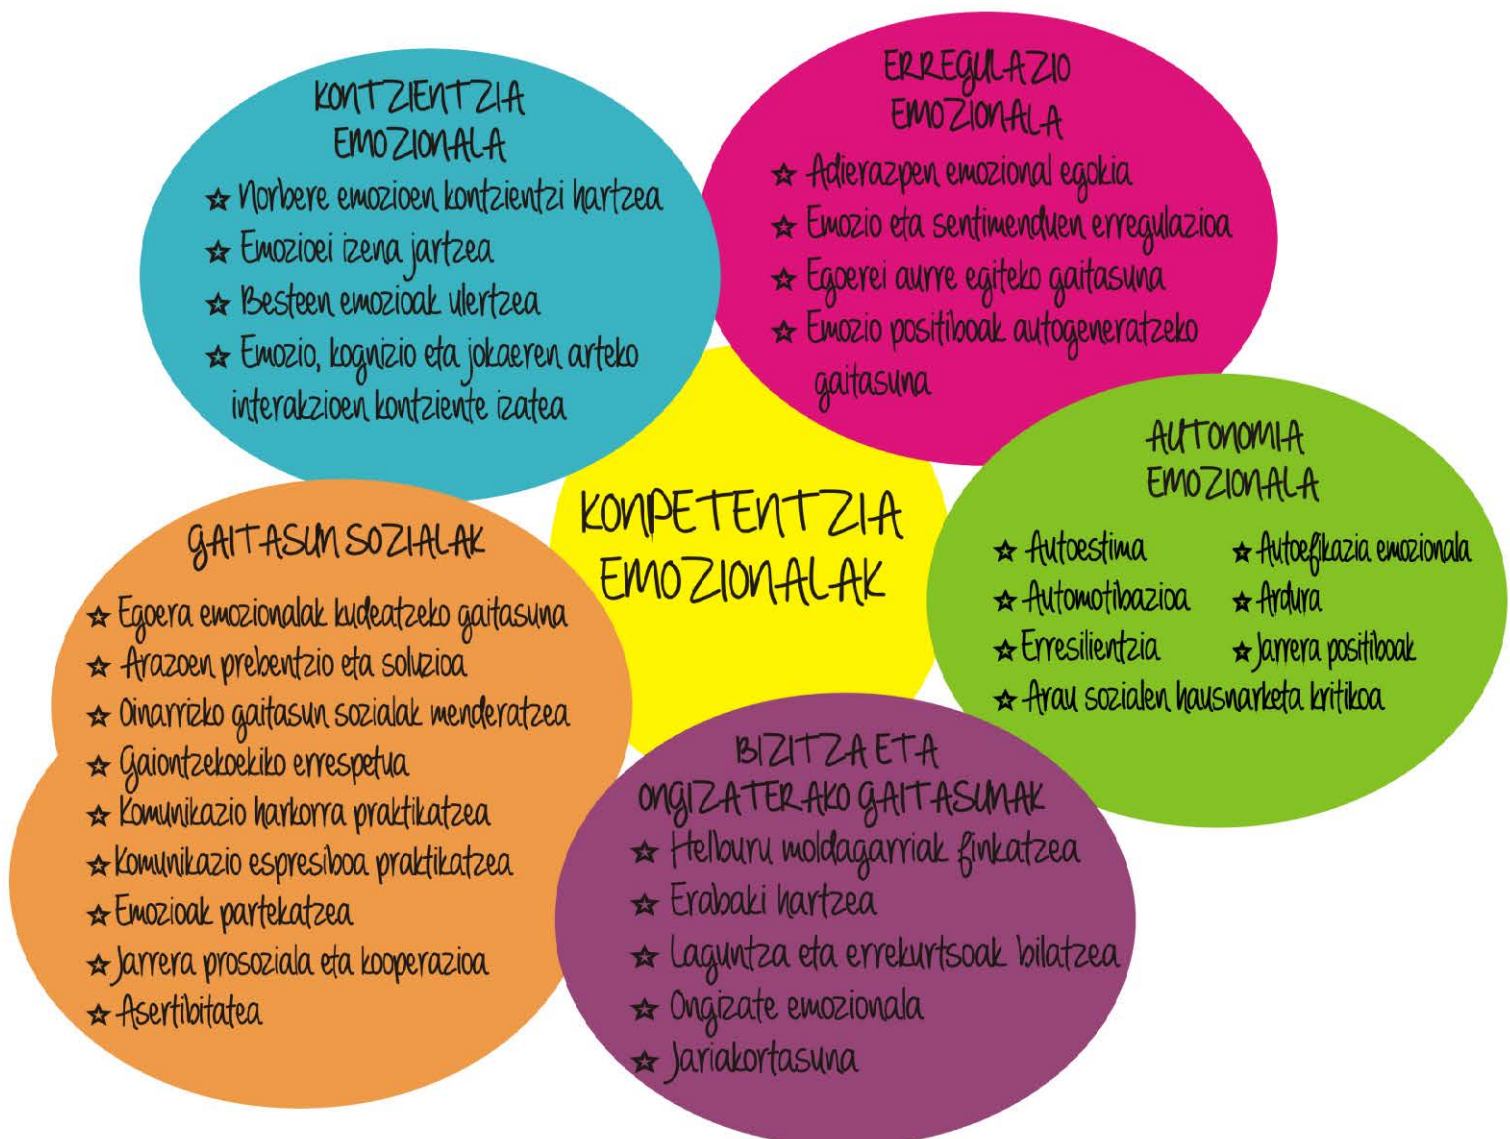 KONTZIENTZIA
EMOZIONALA
☆ Norbere emozioen kontzientzi hartzea
☆ Emozioei izena jartzea
☆ Besteen emozioak ulertzea
☆ Emozio, kognizio eta jokaeren arteko
interakzioen kontziente izatea
ERREGULAZIO
EMOZIONALA
☆ Adierazpen emozional egokia
☆ Emozio eta sentimenduen erregulazioa
☆ Egoerei aurre egiteko gaitasuna
☆ Emozio positiboak autogeneratzeko
gaitasuna
KONPETENTZIA
EMOZIONALAK
AUTONOMIA
EMOZIONALA
☆ Autoestima
☆ Automotibazioa
☆ Erresilientzia
☆ Autoefikazia emozionala
☆ Ardura
☆ Jarrera positiboak
☆ Arau sozialen hausnarketa kritikoa
GAITASUN SOZIALAK
☆ Egoera emozionalak kudeatzeko gaitasuna
☆ Arazoen prebentzio eta soluzioa
☆ Oinarrizko gaitasun sozialak menderatzea
☆ Gaiontzekoekiko errespetua
☆ Komunikazio harkorra praktikatzea
☆ Komunikazio espresiboa praktikatzea
☆ Emozioak partekatzea
☆ Jarrera prosoziala eta kooperazioa
☆ Asertibitatea
BIZITZA ETA
ONGIZATERAKO GAITASUNAK
☆ Helburu moldagarriak finkatzea
☆ Erabaki hartzea
☆ Laguntza eta errekurtsoak bilatzea
☆ Ongizate emozionala
☆ Jariakortasuna